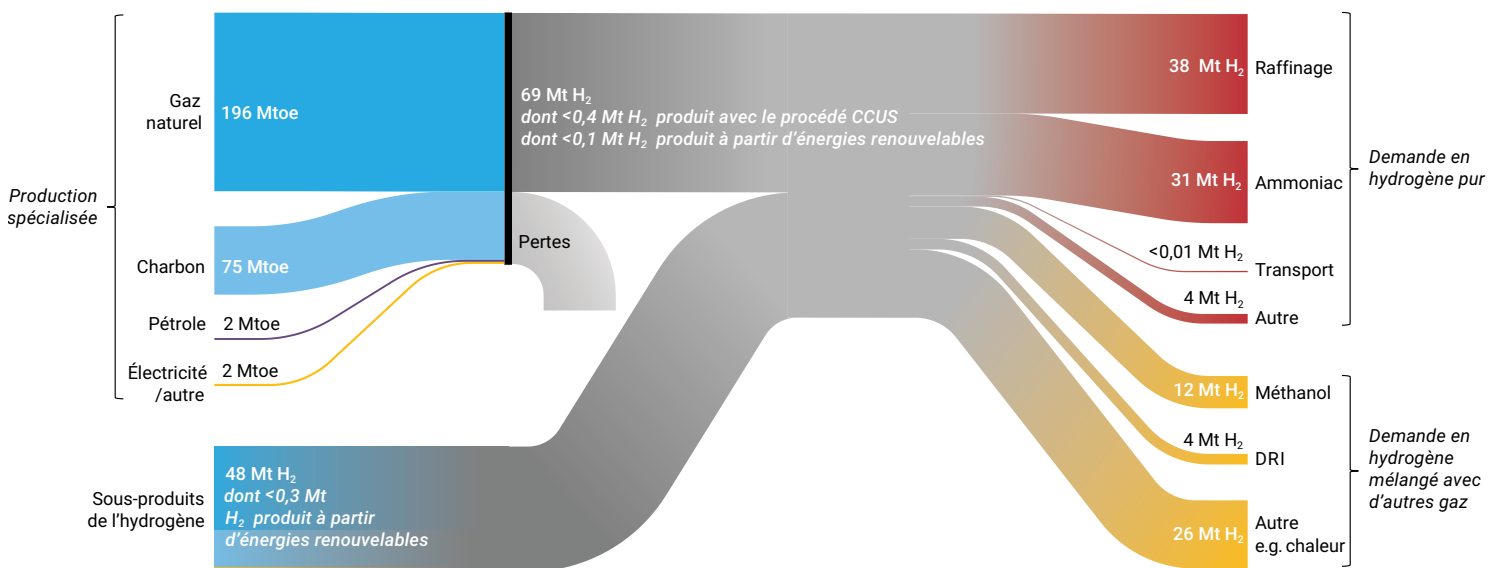 Production
spécialisée
Gaz
naturel
196 Mtoe
Charbon
75 Mtoe
Pétrole
2 Mtoe
Électricité
/autre
2 Mtoe
Sous-produits
de l’hydrogène
48 Mt H₂
dont <0,3 Mt
H₂ produit à partir
d’énergies renouvelables
69 Mt H₂
dont <0,4 Mt H₂ produit avec le procédé CCUS
dont <0,1 Mt H₂ produit à partir d’énergies renouvelables
Pertes
38 Mt H₂ Raffinage
31 Mt H₂ Ammoniac
<0,01 Mt H₂
Transport
4 Mt H₂
Autre
Demande en
hydrogène pur
12 Mt H₂ Méthanol
4 Mt H₂
DRI
26 Mt H₂
Autre
e.g. chaleur
Demande en
hydrogène
mélangé avec
d’autres gaz